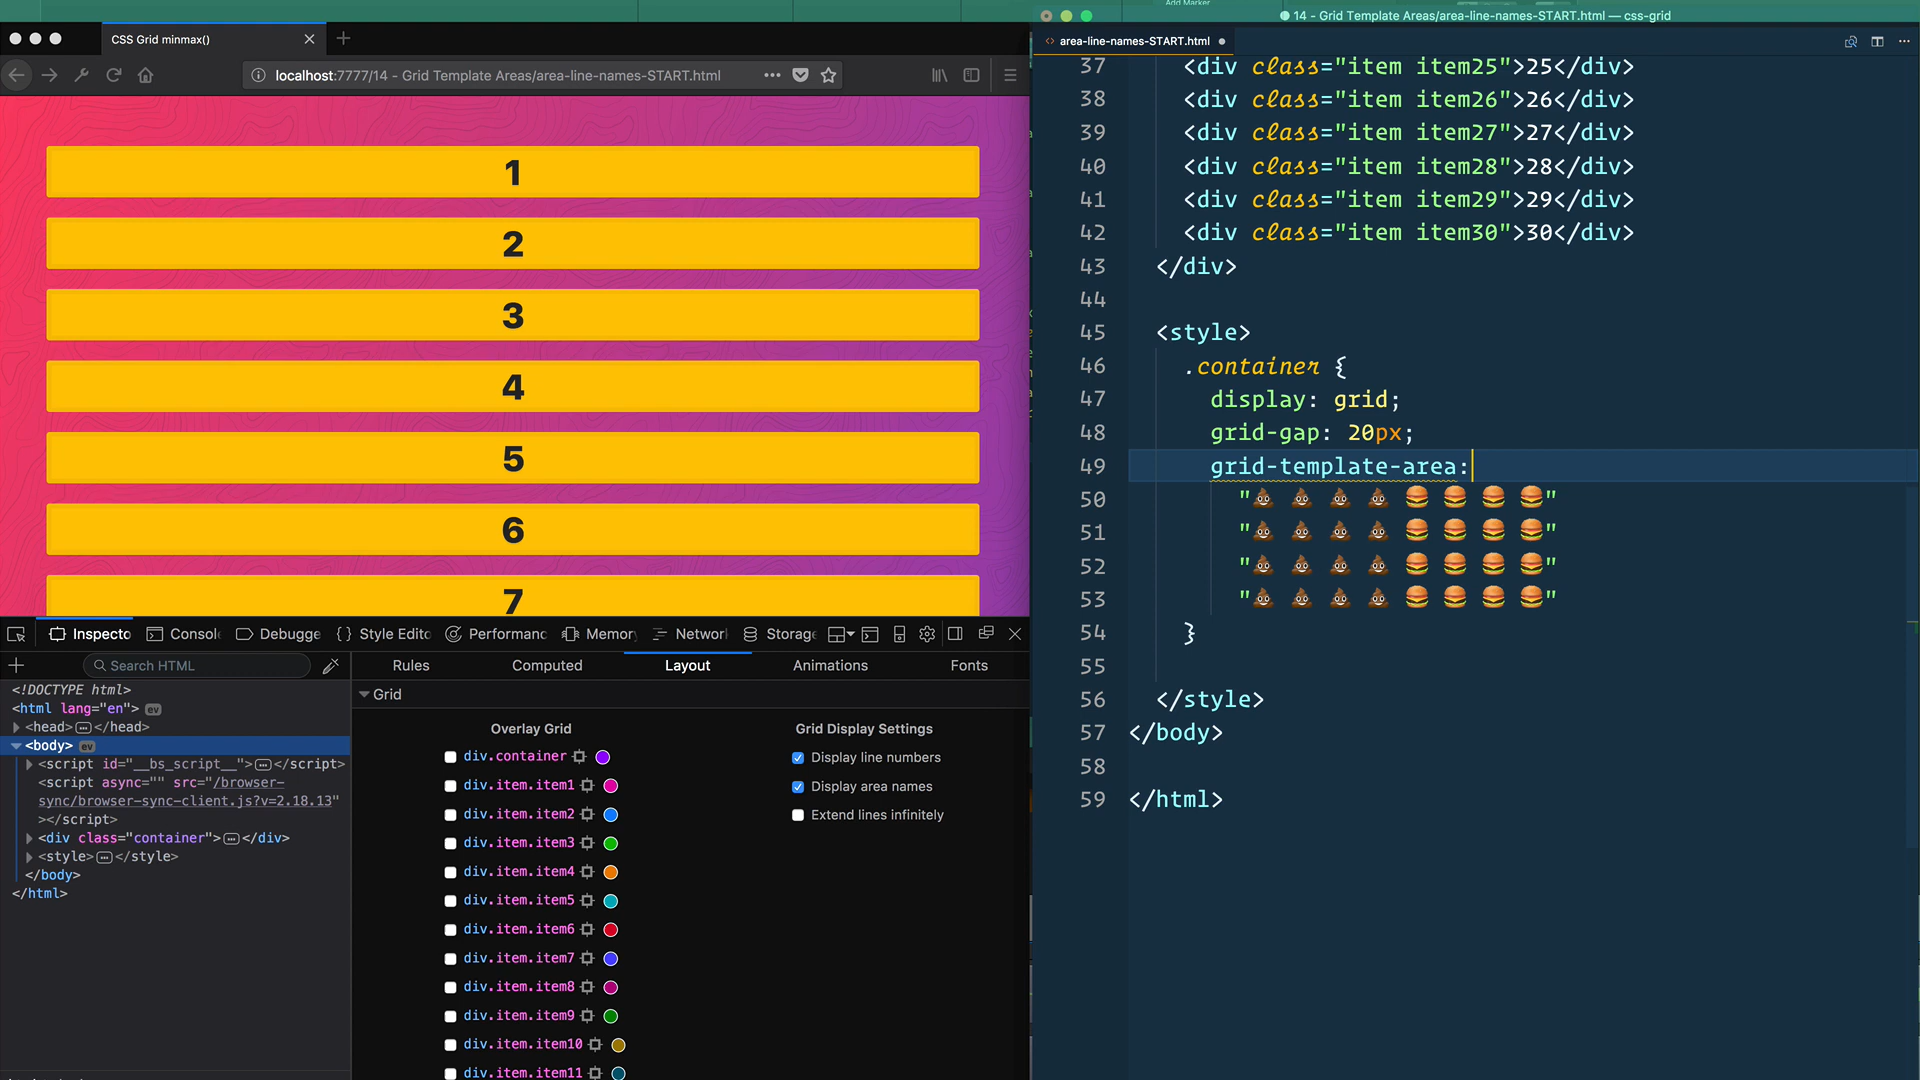 Add Marker
14 - Grid Template Areas/area-line-names-START.html — css-grid
CSS Grid minmax()
localhost:7777/14 - Grid Template Areas/area-line-names-START.html
1
2
3
4
5
6
7
Inspecto
Console
Debugge
Style Edito
Performanc
Memory
Network
Storage
Search HTML
Rules
Computed
Layout
Animations
Fonts
<!DOCTYPE html>
<html lang="en"> ev
<head></head>
<body> ev
<script id="__bs_script__"></script>
<script async="" src="/browser-
sync/browser-sync-client.js?v=2.18.13"
></script>
<div class="container"></div>
<style></style>
</body>
</html>
Grid
Overlay Grid
div.container
div.item.item1
div.item.item2
div.item.item3
div.item.item4
div.item.item5
div.item.item6
div.item.item7
div.item.item8
div.item.item9
div.item.item10
div.item.item11
Grid Display Settings
Display line numbers
Display area names
Extend lines infinitely
area-line-names-START.html
37 <div class="item item25">25</div>
38 <div class="item item26">26</div>
39 <div class="item item27">27</div>
40 <div class="item item28">28</div>
41 <div class="item item29">29</div>
42 <div class="item item30">30</div>
43 </div>
44
45 <style>
46 .container {
47 display: grid;
48 grid-gap: 20px;
49 grid-template-area:
50 "💩 💩 💩 💩 🍔 🍔 🍔 🍔"
51 "💩 💩 💩 💩 🍔 🍔 🍔 🍔"
52 "💩 💩 💩 💩 🍔 🍔 🍔 🍔"
53 "💩 💩 💩 💩 🍔 🍔 🍔 🍔"
54 }
55
56 </style>
57 </body>
58
59 </html>